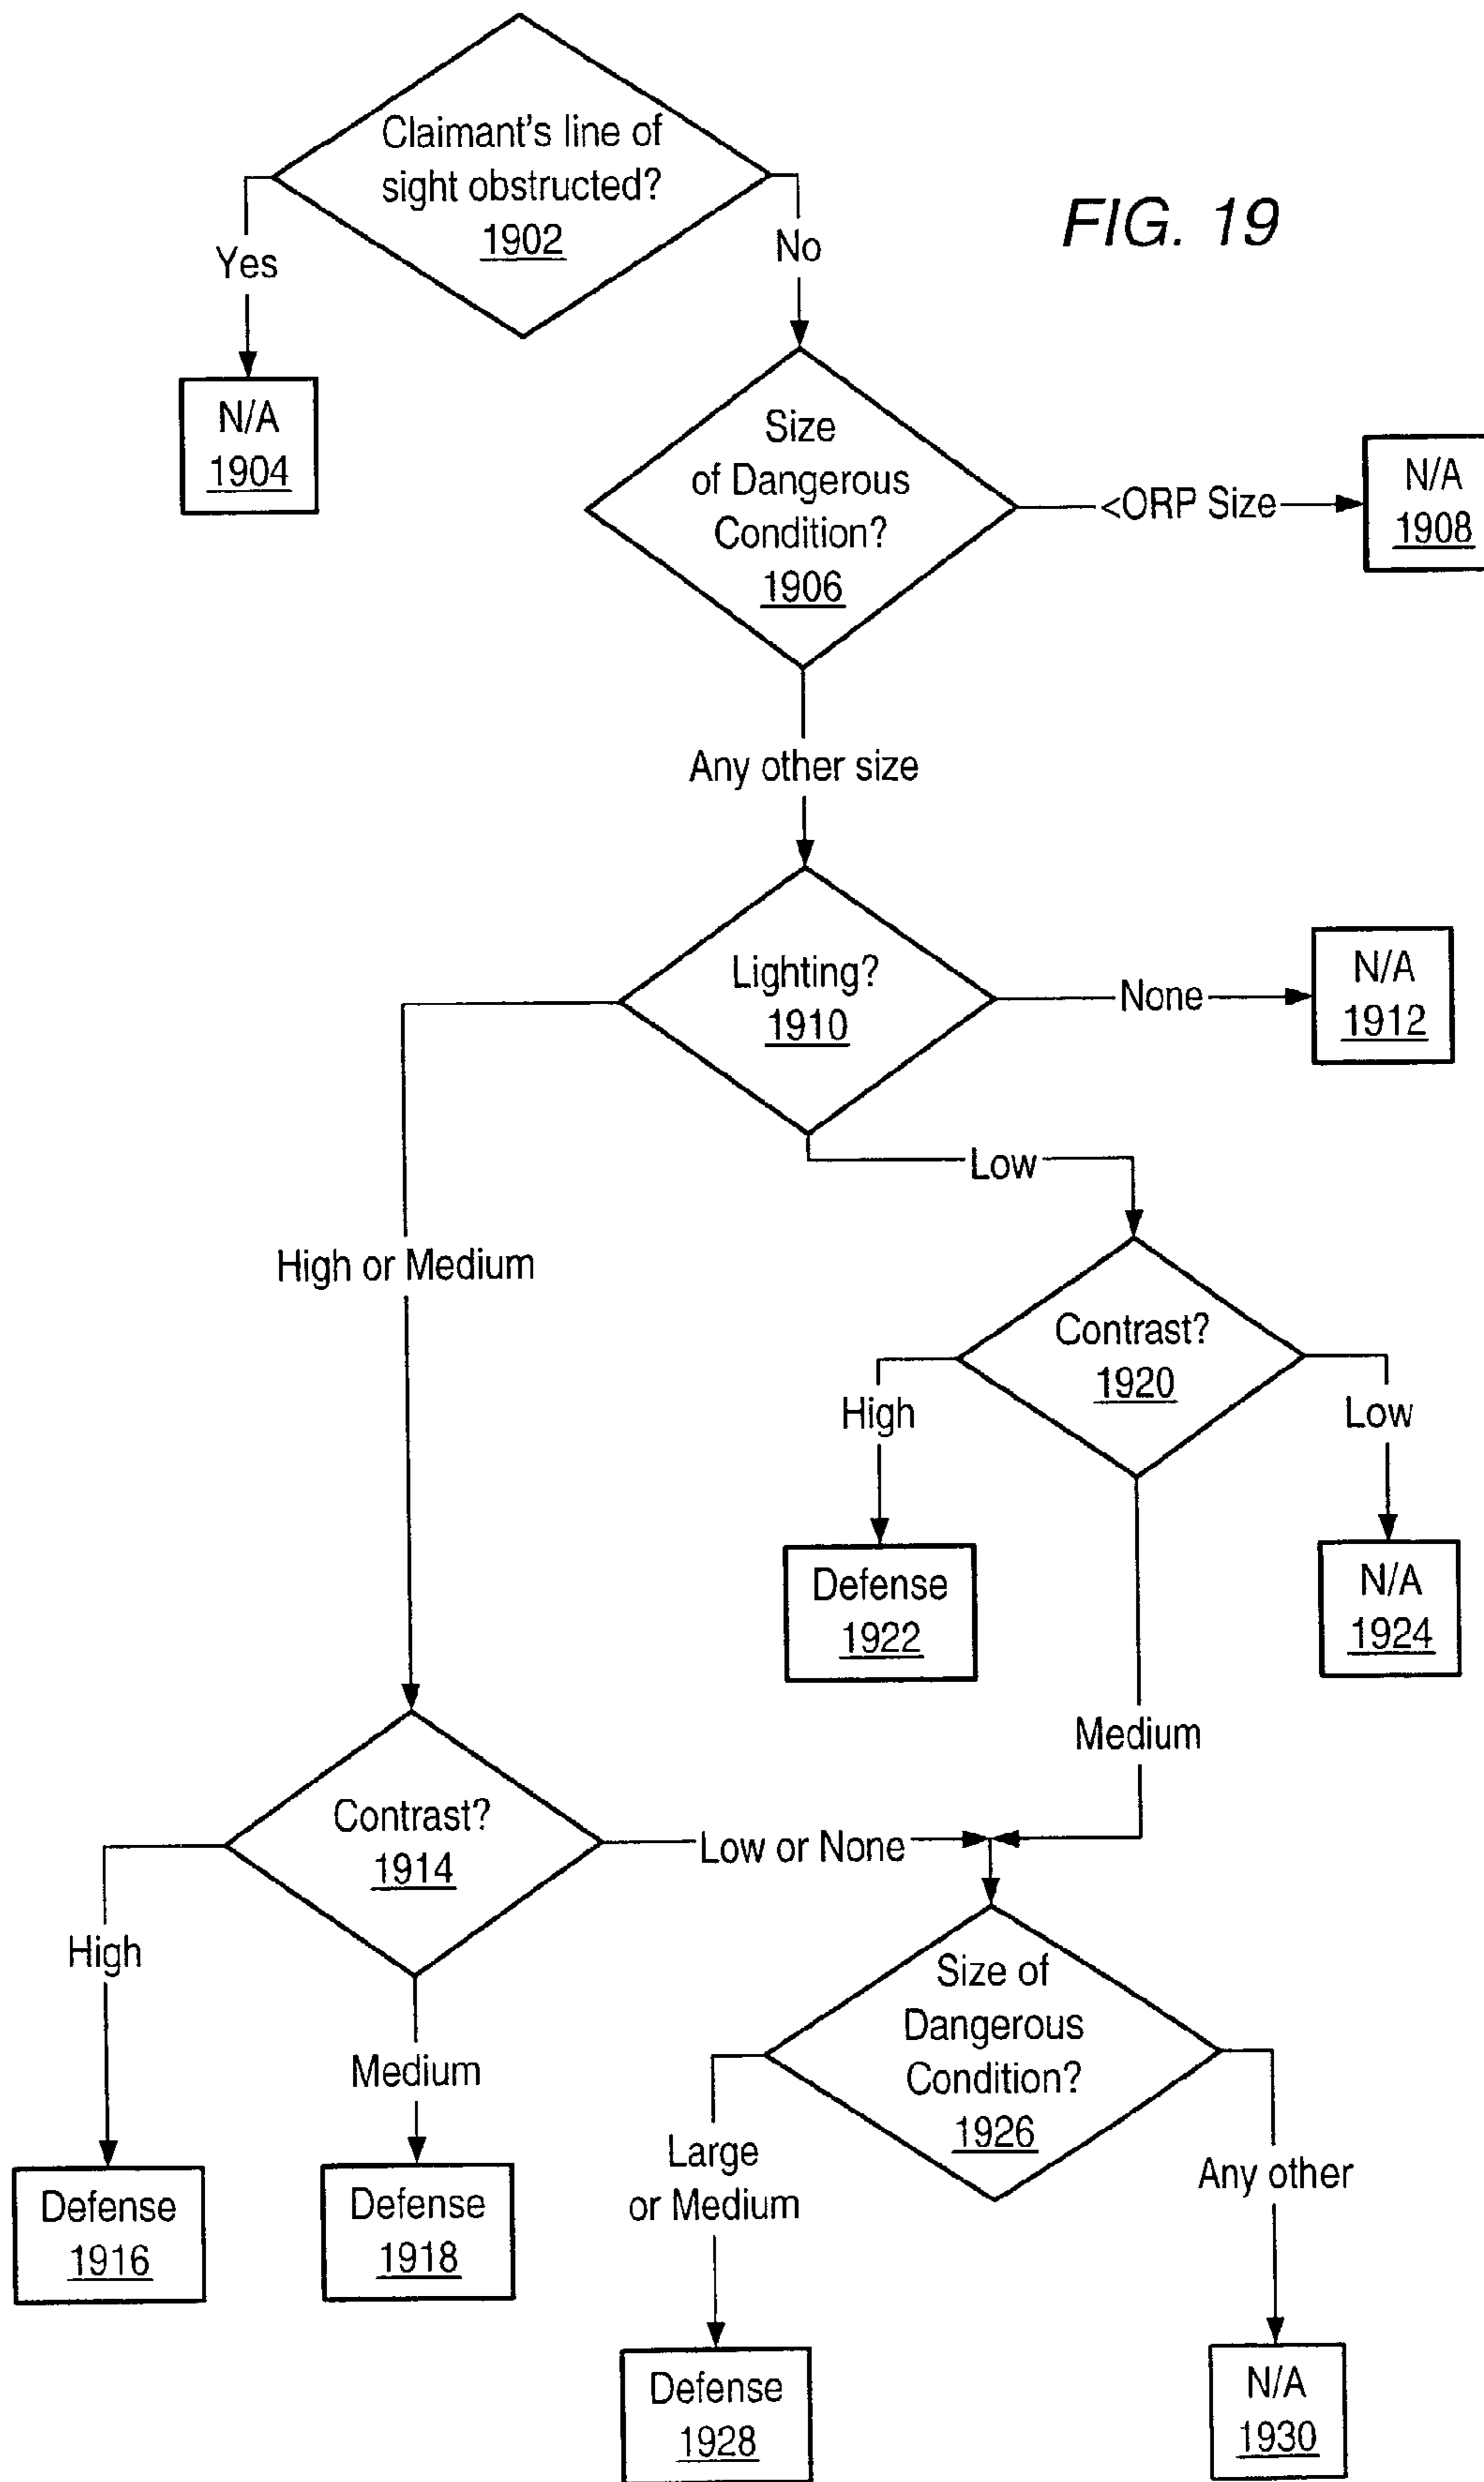 Claimant's line of
sight obstructed?
1902
FIG. 19
Yes
No
N/A
1904
Size
of Dangerous
Condition?
1906
<ORP Size
N/A
1908
Any other size
Lighting?
1910
None
N/A
1912
Low
High or Medium
Contrast?
1920
High
Low
Defense
1922
N/A
1924
Medium
Contrast?
1914
Low or None
High
Medium
Size of
Dangerous
Condition?
1926
Large
or Medium
Any other
Defense
1916
Defense
1918
Defense
1928
N/A
1930